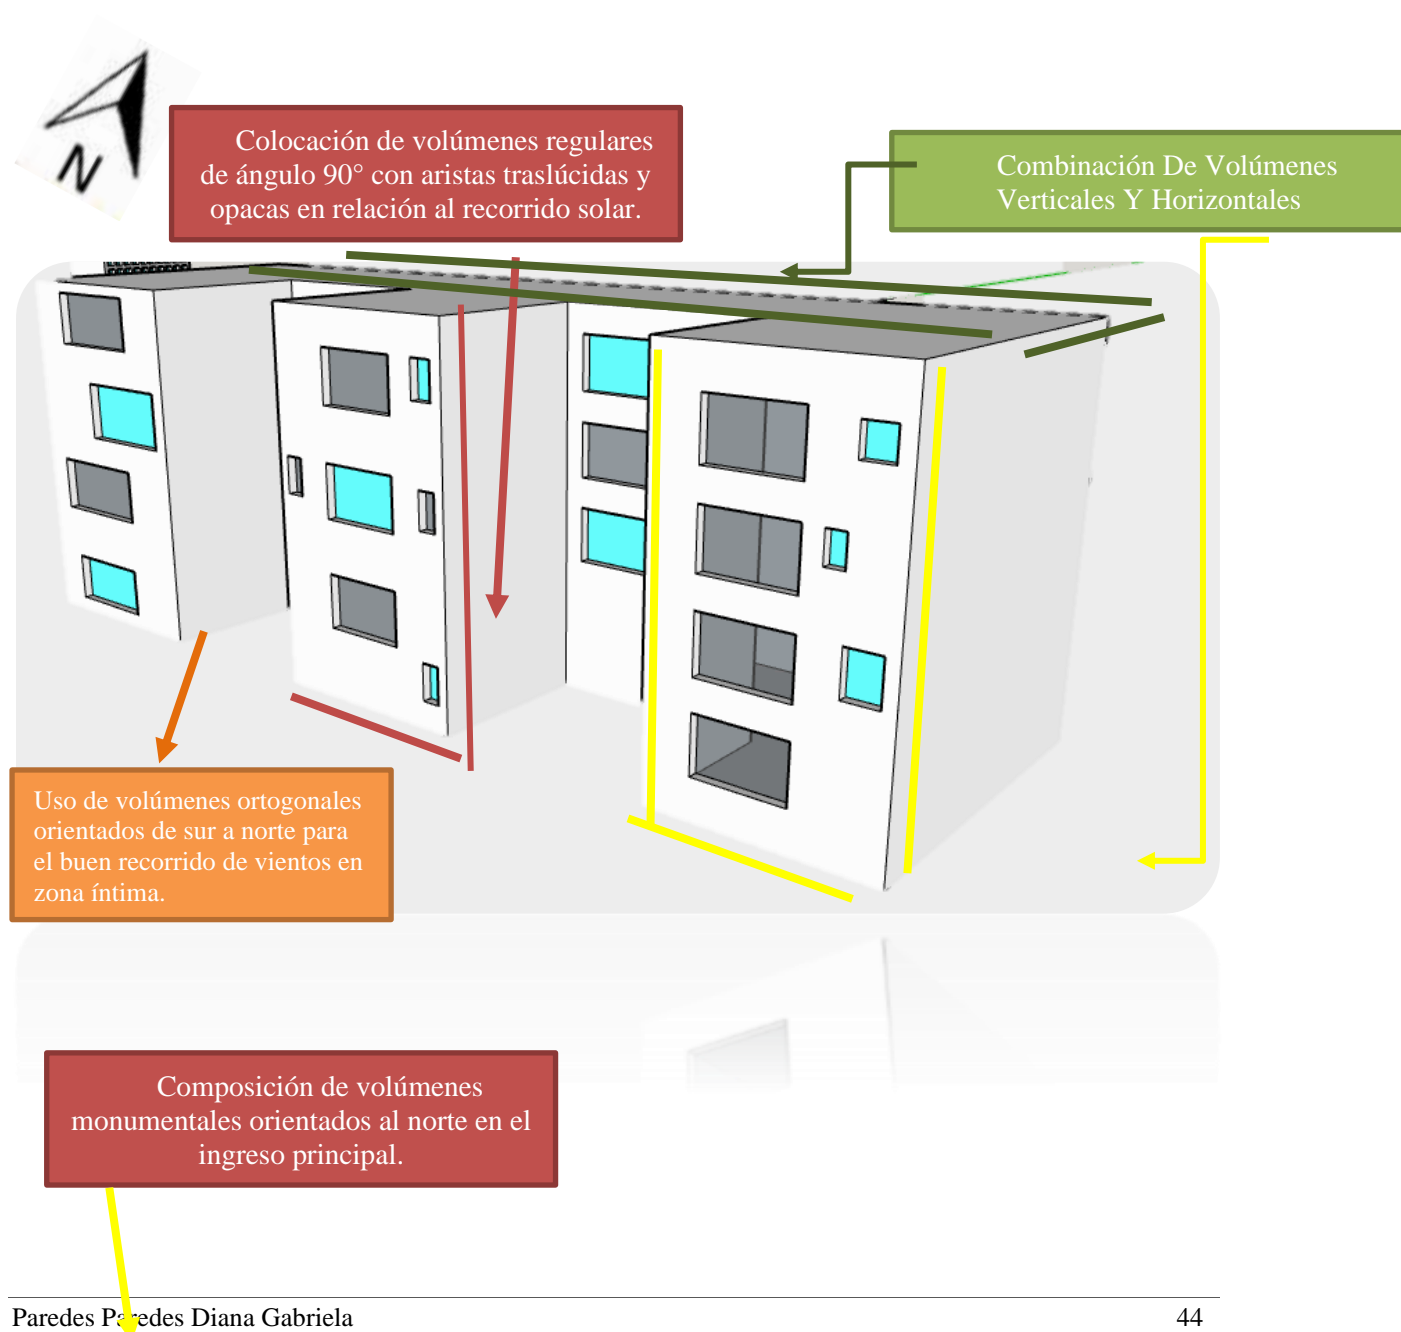 N
Colocación de volúmenes regulares
de ángulo 90° con aristas traslúcidas y
opacas en relación al recorrido solar.
Combinación De Volúmenes
Verticales Y Horizontales
Uso de volúmenes ortogonales
orientados de sur a norte para
el buen recorrido de vientos en
zona íntima.
Composición de volúmenes
monumentales orientados al norte en el
ingreso principal.
Paredes Paredes Diana Gabriela 44